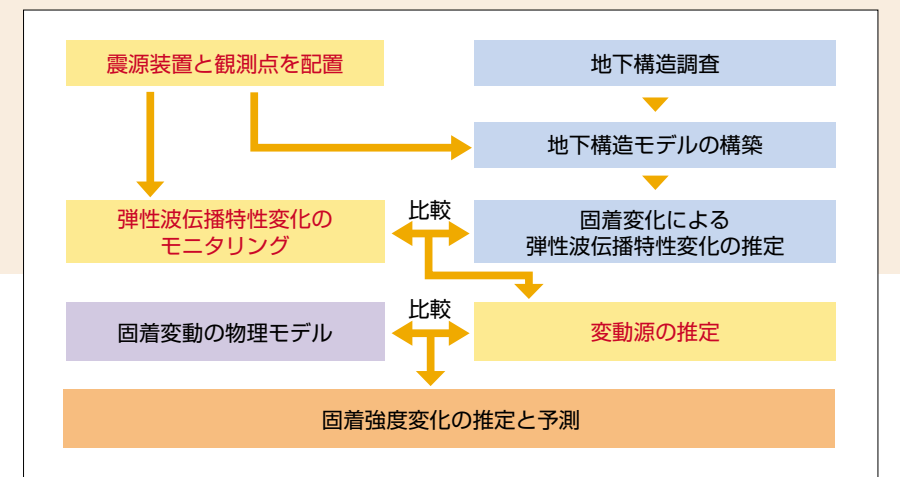 震源装置と観測点を配置
地下構造調査
地下構造モデルの構築
弾性波伝播特性変化の
モニタリング
比較
固着変化による
弾性波伝播特性変化の推定
固着変動の物理モデル
比較
変動源の推定
固着強度変化の推定と予測